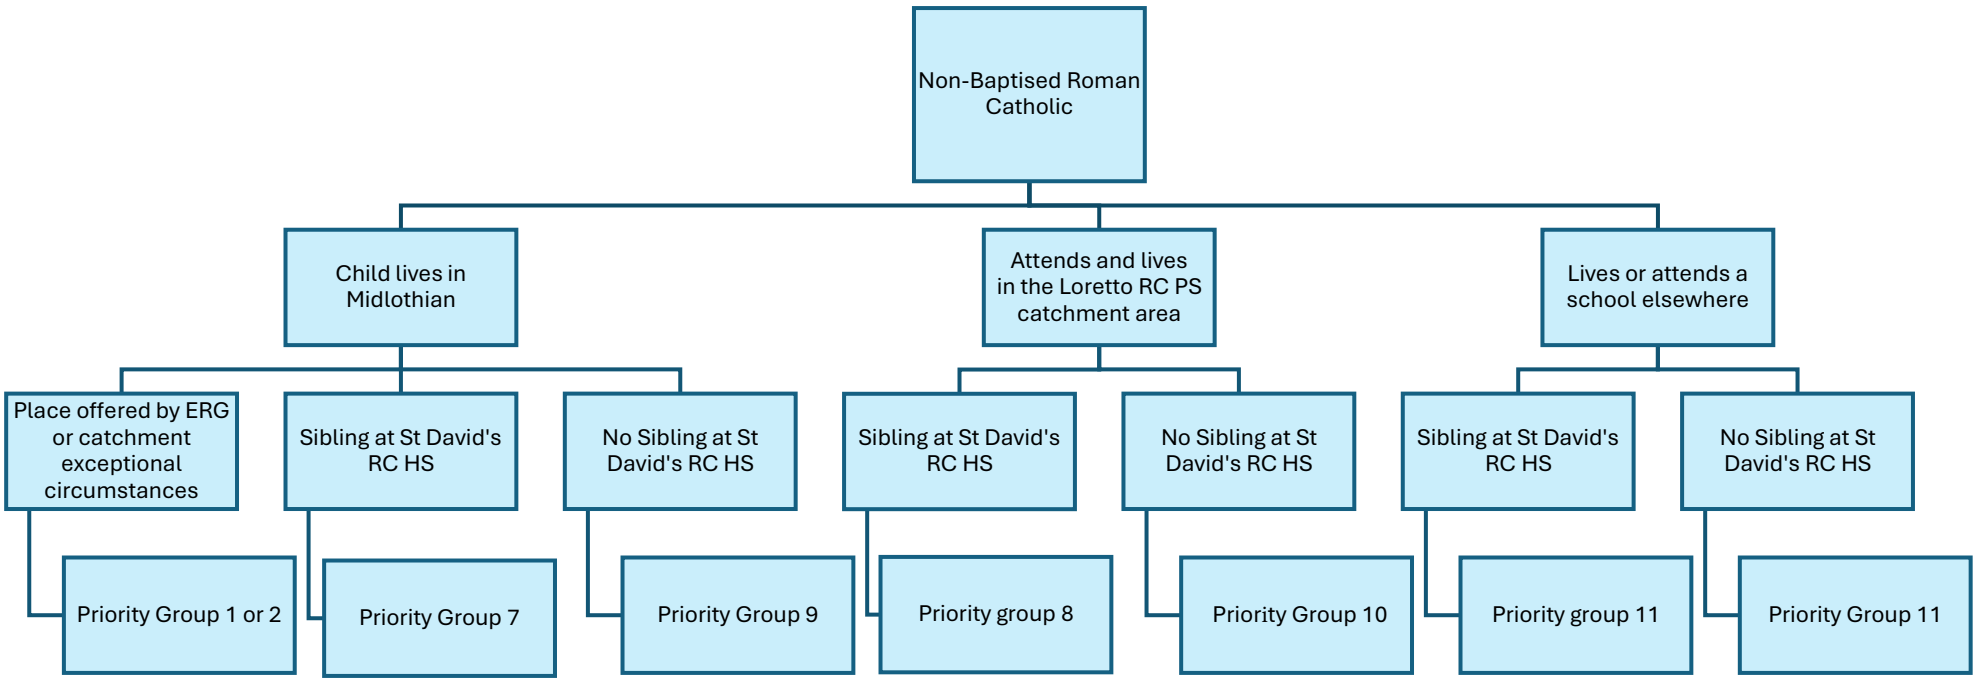 Non-Baptised Roman
Catholic
Child lives in
Midlothian
Attends and lives
in the Loretto RC PS
catchment area
Lives or attends a
school elsewhere
Place offered by ERG
or catchment
exceptional
circumstances
Sibling at St David's
RC HS
No Sibling at St
David's RC HS
Sibling at St David's
RC HS
No Sibling at St
David's RC HS
Sibling at St David's
RC HS
No Sibling at St
David's RC HS
Priority Group 1 or 2
Priority Group 7
Priority Group 9
Priority group 8
Priority Group 10
Priority group 11
Priority Group 11